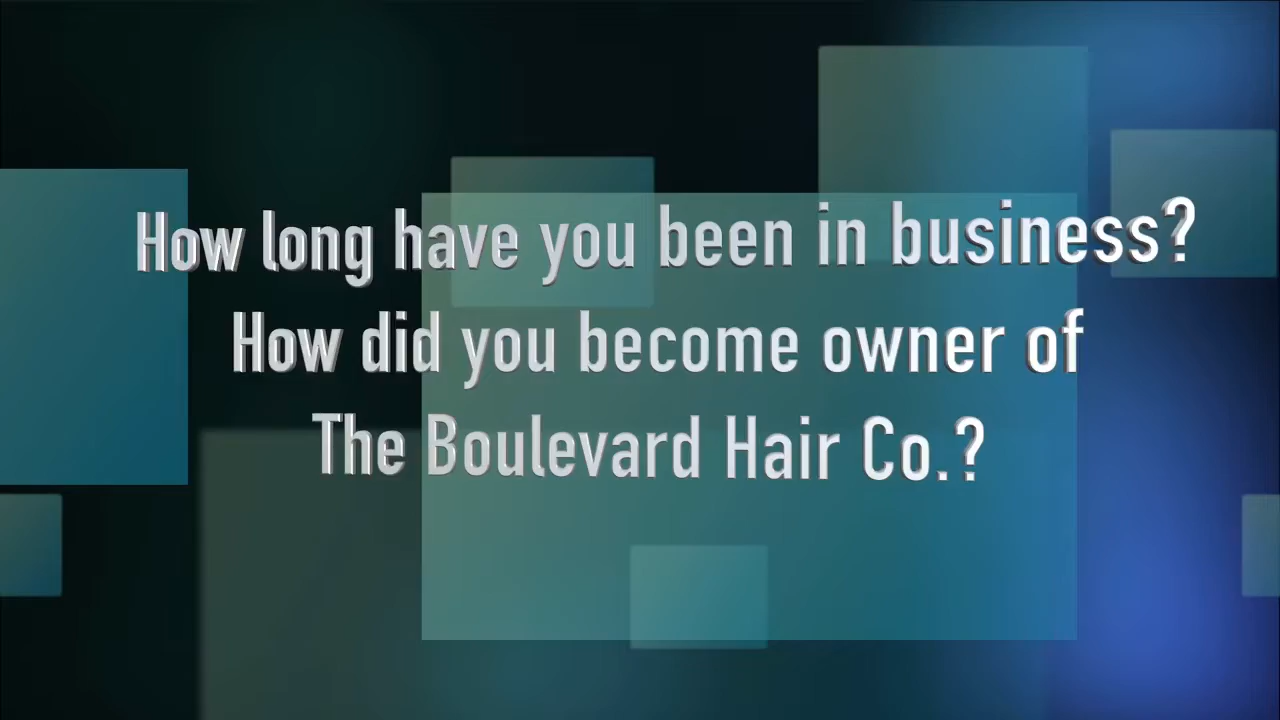 How long have you been in business?
How did you become owner of
The Boulevard Hair Co.?